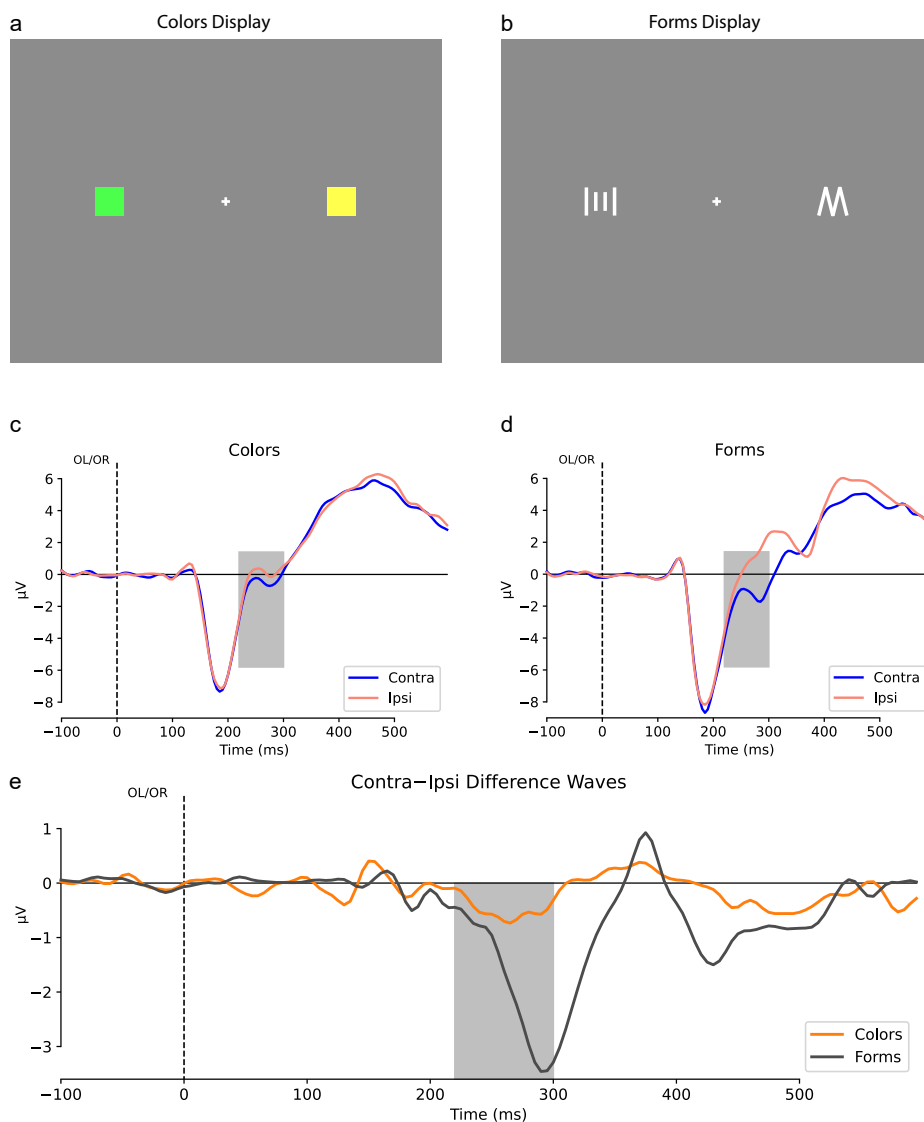 a
Colors Display
b
Forms Display
c
Colors
OL/OR
6
4
2
0
−2
−4
−6
−8
μV
Contra
Ipsi
−100 0 100 200 300 400 500
Time (ms)
d
Forms
OL/OR
6
4
2
0
−2
−4
−6
−8
μV
Contra
Ipsi
−100 0 100 200 300 400 500
Time (ms)
e
Contra−Ipsi Difference Waves
OL/OR
1
0
−1
−2
−3
μV
Colors
Forms
−100 0 100 200 300 400 500
Time (ms)